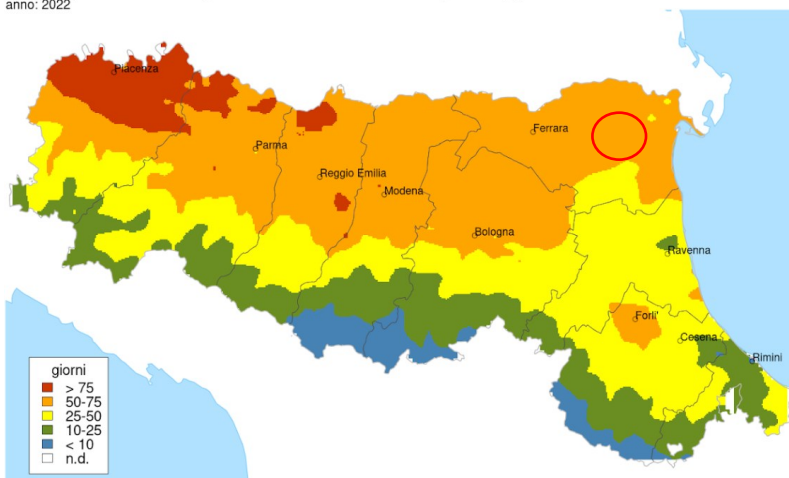 anno: 2022
Piacenza
Parma
Ferrara
Reggio Emilia
Modena
Bologna
Ravenna
Forli'
Cesena
Rimini
giorni
> 75
50-75
25-50
10-25
< 10
n.d.